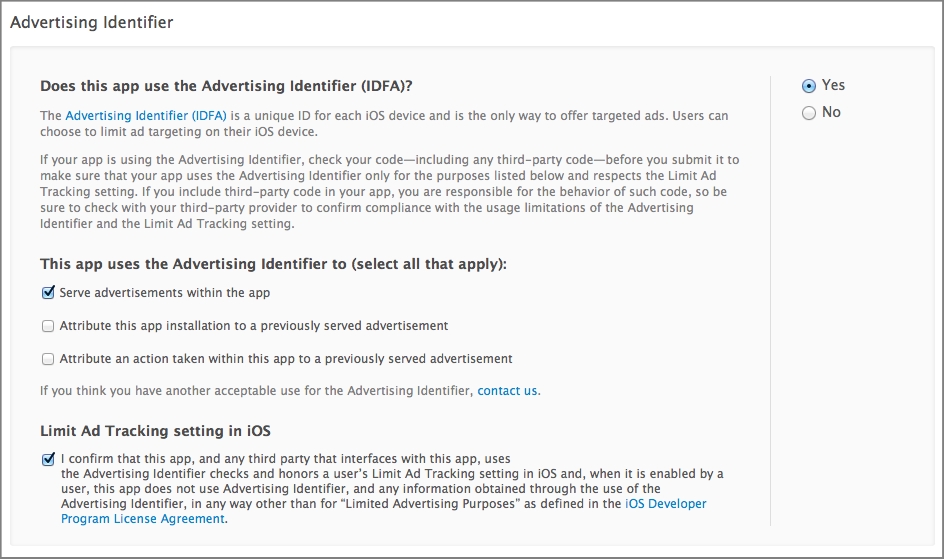 Advertising Identifier
Does this app use the Advertising Identifier (IDFA)?
Yes
No
The Advertising Identifier (IDFA) is a unique ID for each iOS device and is the only way to offer targeted ads. Users can
choose to limit ad targeting on their iOS device.
If your app is using the Advertising Identifier, check your code—including any third-party code—before you submit it to
make sure that your app uses the Advertising Identifier only for the purposes listed below and respects the Limit Ad
Tracking setting. If you include third-party code in your app, you are responsible for the behavior of such code, so be
sure to check with your third-party provider to confirm compliance with the usage limitations of the Advertising
Identifier and the Limit Ad Tracking setting.
This app uses the Advertising Identifier to (select all that apply):
Serve advertisements within the app
Attribute this app installation to a previously served advertisement
Attribute an action taken within this app to a previously served advertisement
If you think you have another acceptable use for the Advertising Identifier, contact us.
Limit Ad Tracking setting in iOS
I confirm that this app, and any third party that interfaces with this app, uses
the Advertising Identifier checks and honors a user's Limit Ad Tracking setting in iOS and, when it is enabled by a
user, this app does not use Advertising Identifier, and any information obtained through the use of the
Advertising Identifier, in any way other than for “Limited Advertising Purposes” as defined in the iOS Developer
Program License Agreement.